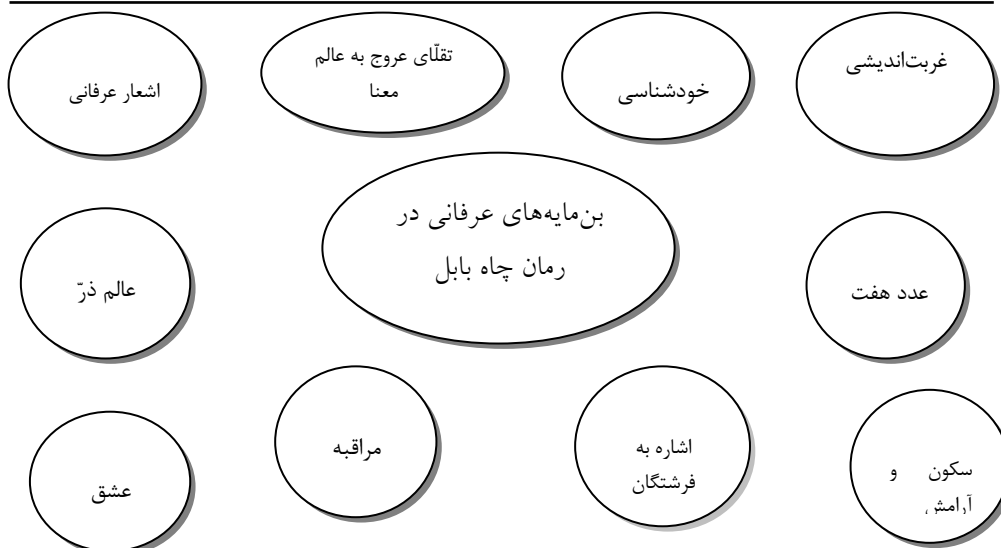 غربت‌اندیشی
خودشناسی
تقلّای عروج به عالم
معنا
اشعار عرفانی
بن‌مایه‌های عرفانی در
رمان چاه بابل
عدد هفت
عالم ذرّ
سکون و
آرامش
اشاره به
فرشتگان
مراقبه
عشق